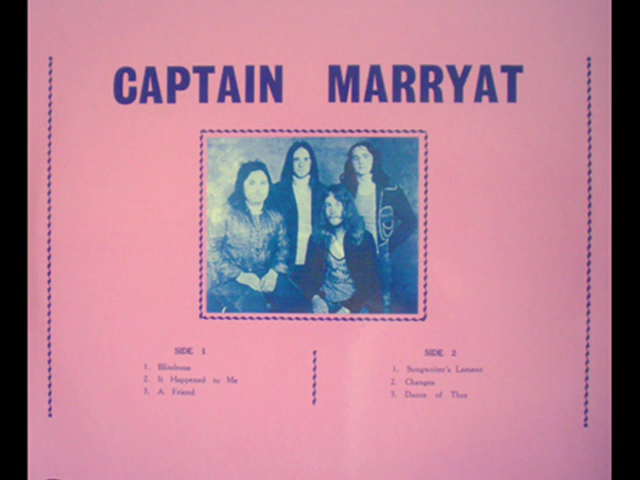 CAPTAIN MARRYAT
SIDE 1
1. Blindness
2. It Happened to Me
3. A Friend
SIDE 2
1. Songwriter's Lament
2. Changes
3. Dance of Thor